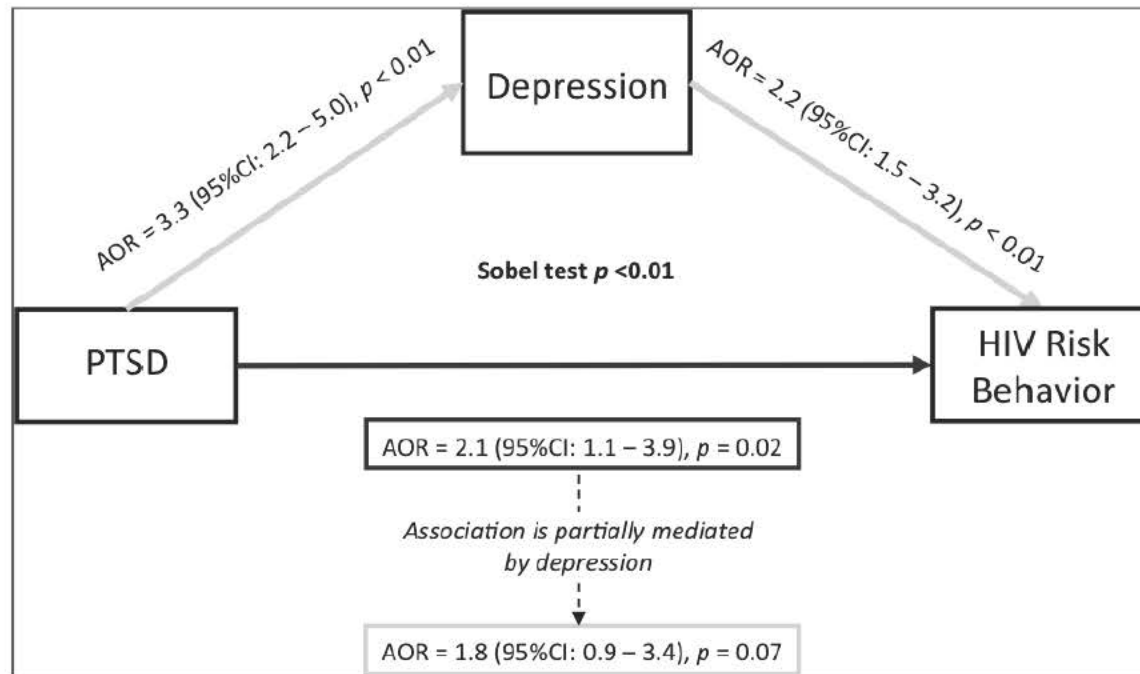 Depression
AOR = 3.3 (95%CI: 2.2 – 5.0), p < 0.01
AOR = 2.2 (95%CI: 1.5 – 3.2), p < 0.01
Sobel test p <0.01
PTSD
HIV Risk
Behavior
AOR = 2.1 (95%CI: 1.1 – 3.9), p = 0.02
Association is partially mediated
by depression
AOR = 1.8 (95%CI: 0.9 – 3.4), p = 0.07